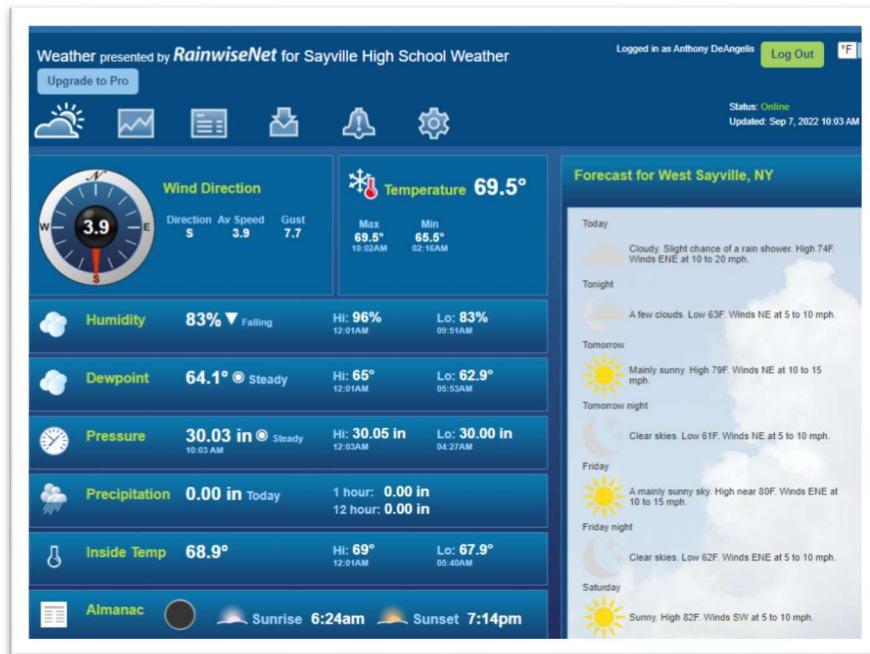 Weather presented by RainwiseNet for Sayville High School Weather
Logged in as Anthony DeAngelis
Log Out
°F
Upgrade to Pro
Status: Online
Updated: Sep 7, 2022 10:03 AM
N
W
E
S
3.9
Wind Direction
Direction Av Speed Gust
S 3.9 7.7
Temperature 69.5°
Max Min
69.5° 65.5°
10:02AM 02:16AM
Humidity 83% Falling Hi: 96% Lo: 83%
12:01AM 09:51AM
Dewpoint 64.1° Steady Hi: 65° Lo: 62.9°
12:01AM 05:53AM
Pressure 30.03 in Steady Hi: 30.05 in Lo: 30.00 in
10:03 AM 12:03AM 04:27AM
Precipitation 0.00 in Today 1 hour: 0.00 in
12 hour: 0.00 in
Inside Temp 68.9° Hi: 69° Lo: 67.9°
12:01AM 05:40AM
Almanac Sunrise 6:24am Sunset 7:14pm
Forecast for West Sayville, NY
Today
Cloudy. Slight chance of a rain shower. High 74F.
Winds ENE at 10 to 20 mph.
Tonight
A few clouds. Low 63F. Winds NE at 5 to 10 mph.
Tomorrow
Mainly sunny. High 79F. Winds NE at 10 to 15
mph.
Tomorrow night
Clear skies. Low 61F. Winds NE at 5 to 10 mph.
Friday
A mainly sunny sky. High near 80F. Winds ENE at
10 to 15 mph.
Friday night
Clear skies. Low 62F. Winds ENE at 5 to 10 mph.
Saturday
Sunny. High 82F. Winds SW at 5 to 10 mph.